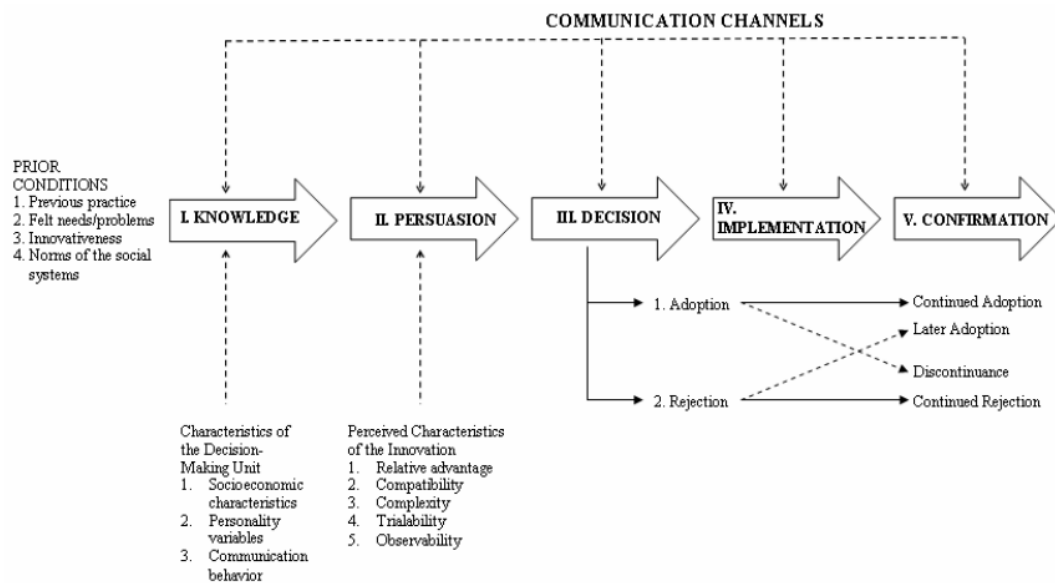 COMMUNICATION CHANNELS
PRIOR
CONDITIONS
1. Previous practice
2. Felt needs/problems
3. Innovativeness
4. Norms of the social
systems
I. KNOWLEDGE
II. PERSUASION
III. DECISION
IV.
IMPLEMENTATION
V. CONFIRMATION
1. Adoption
2. Rejection
Continued Adoption
Later Adoption
Discontinuance
Continued Rejection
Characteristics of
the Decision-
Making Unit
1. Socioeconomic
characteristics
2. Personality
variables
3. Communication
behavior
Perceived Characteristics
of the Innovation
1. Relative advantage
2. Compatibility
3. Complexity
4. Trialability
5. Observability